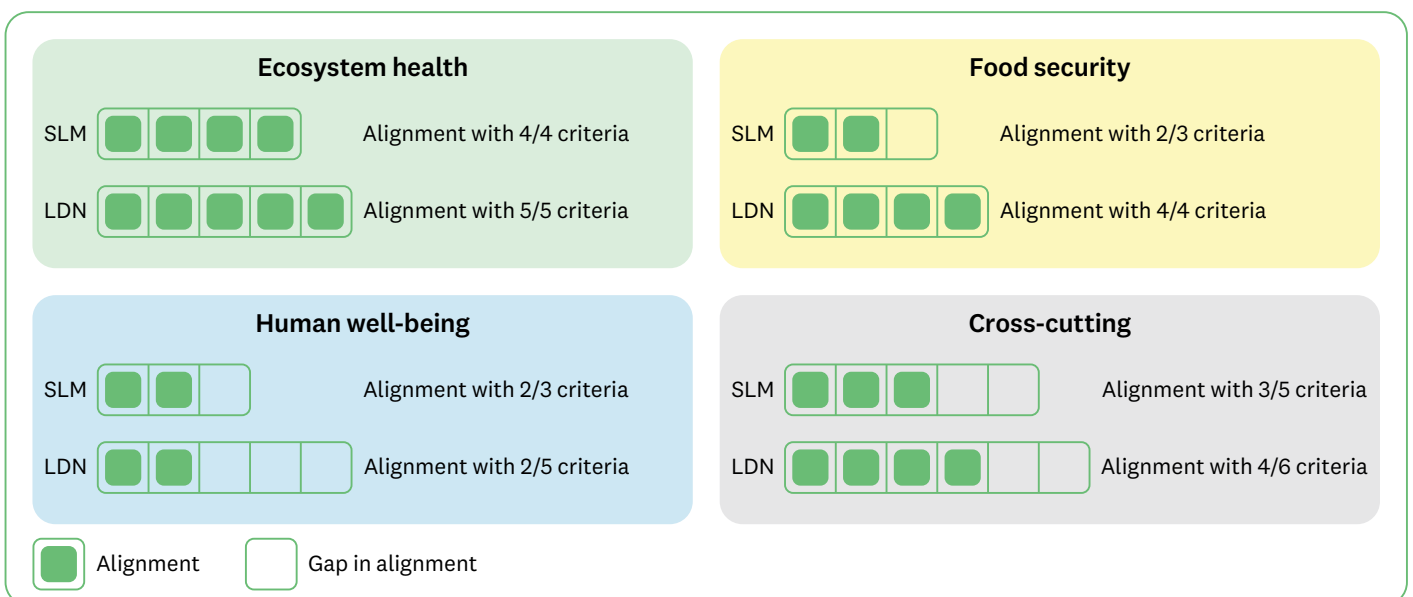 Ecosystem health
SLM Alignment with 4/4 criteria
LDN Alignment with 5/5 criteria
Food security
SLM Alignment with 2/3 criteria
LDN Alignment with 4/4 criteria
Human well-being
SLM Alignment with 2/3 criteria
LDN Alignment with 2/5 criteria
Cross-cutting
SLM Alignment with 3/5 criteria
LDN Alignment with 4/6 criteria
Alignment Gap in alignment